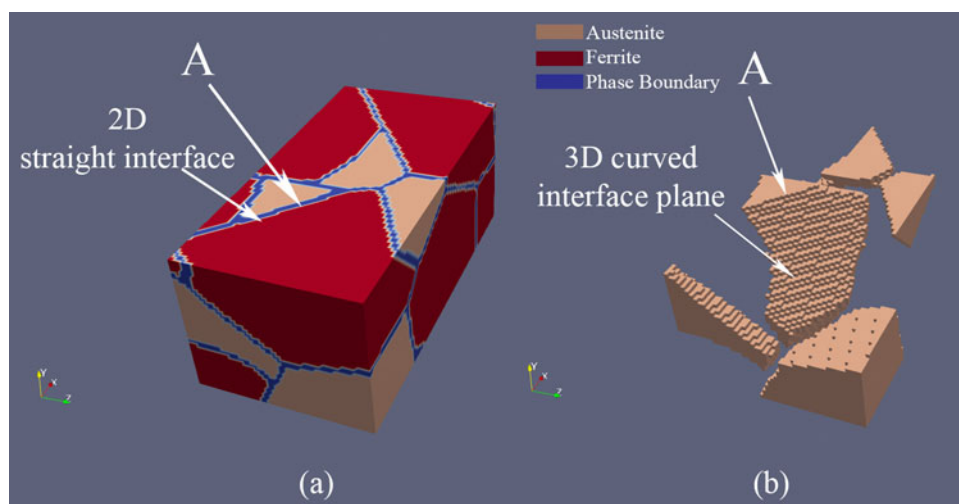 A
2D
straight interface
(a)
Y
X
Z
Austenite
Ferrite
Phase Boundary
A
3D curved
interface plane
(b)
Y
X
Z